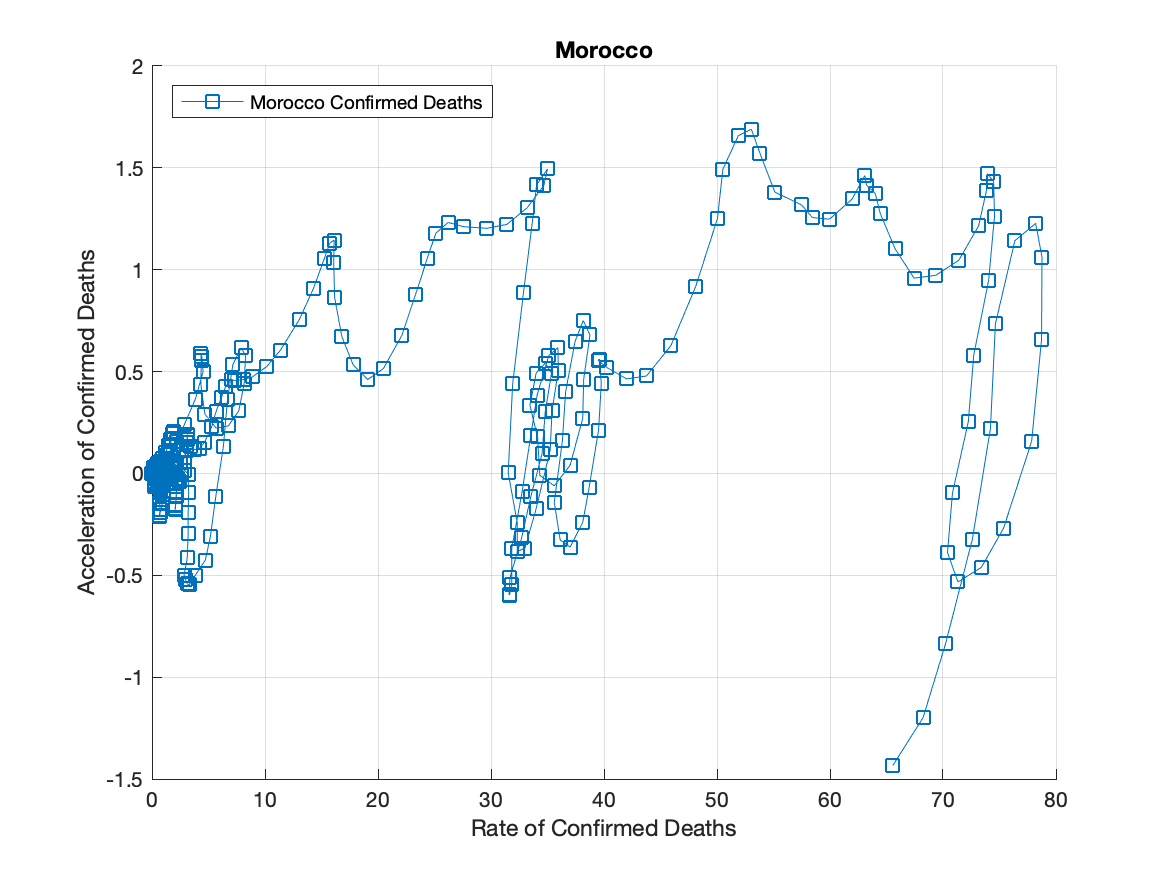 Morocco
Morocco Confirmed Deaths
2
1.5
1
0.5
0
-0.5
-1
-1.5
Acceleration of Confirmed Deaths
0 10 20 30 40 50 60 70 80
Rate of Confirmed Deaths